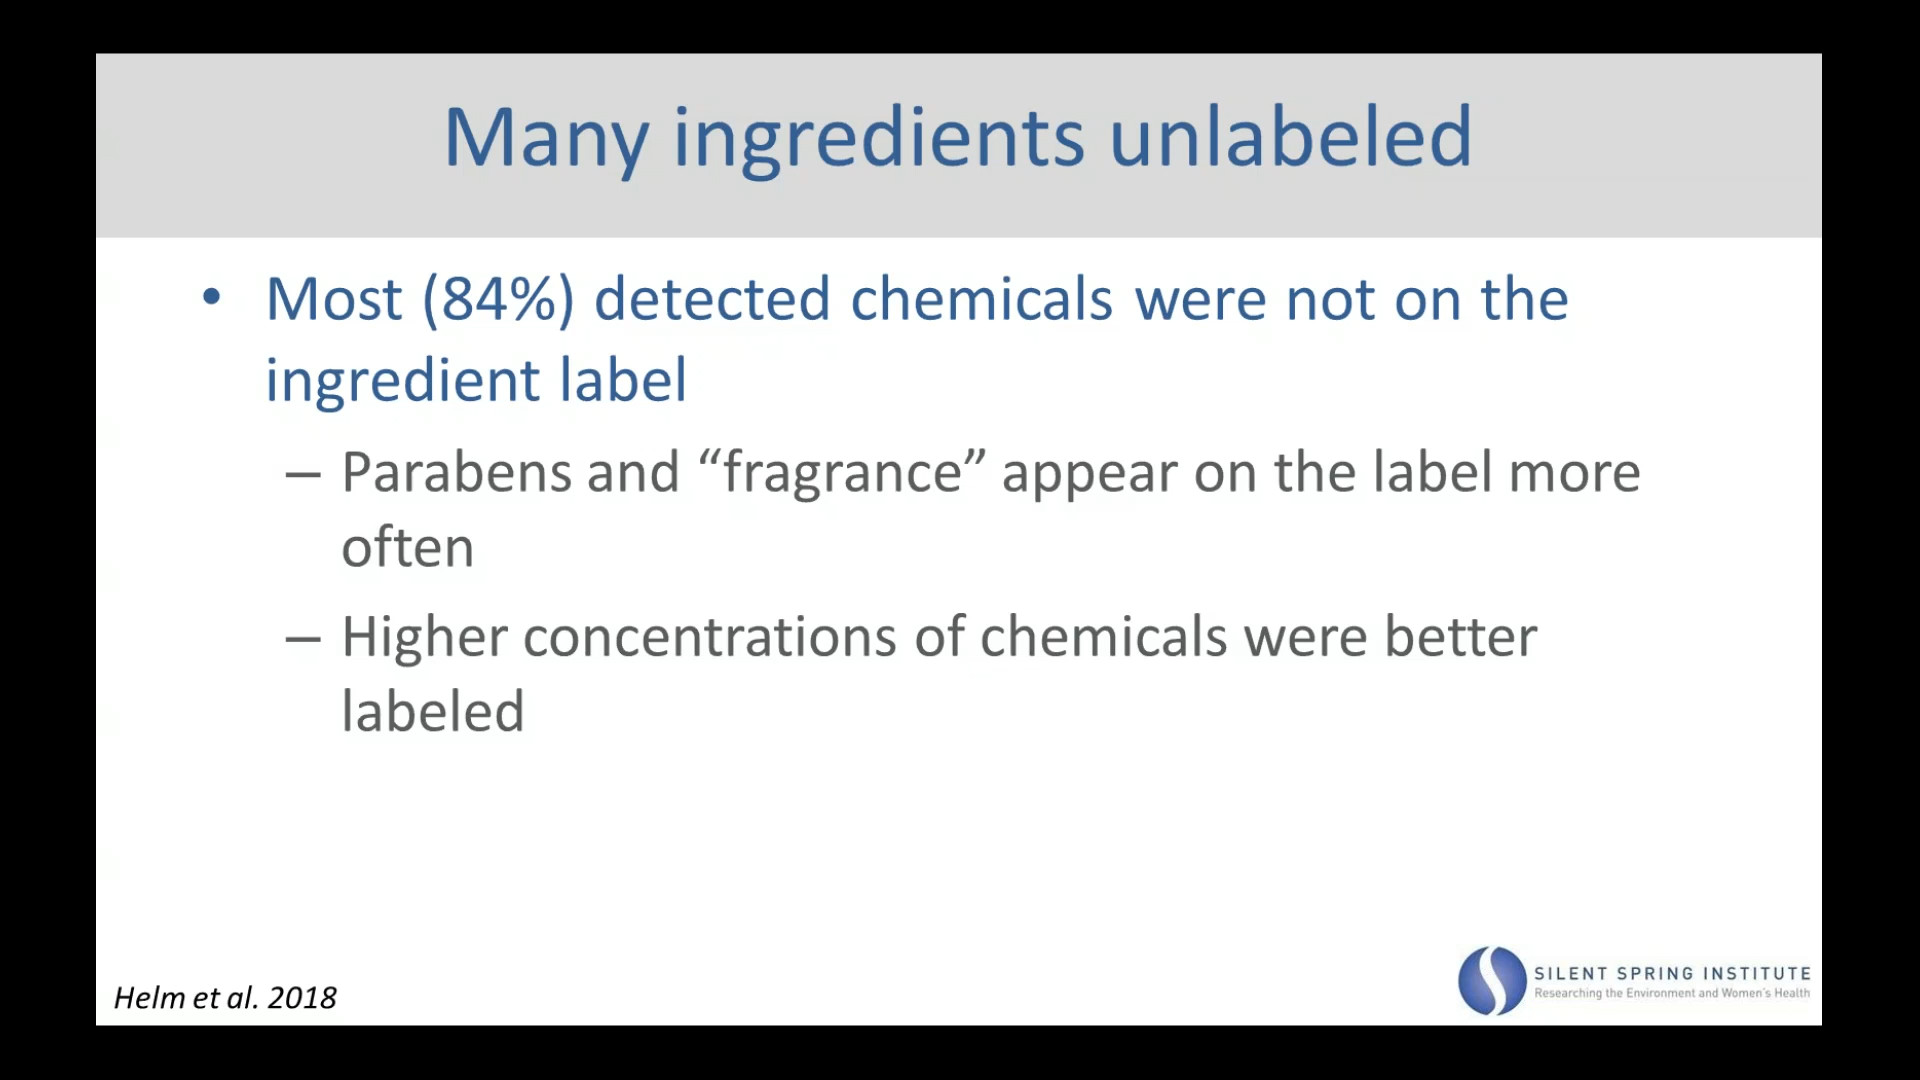 Many ingredients unlabeled
• Most (84%) detected chemicals were not on the
ingredient label
– Parabens and “fragrance” appear on the label more
often
– Higher concentrations of chemicals were better
labeled
Helm et al. 2018
SILENT SPRING INSTITUTE
Researching the Environment and Women's Health